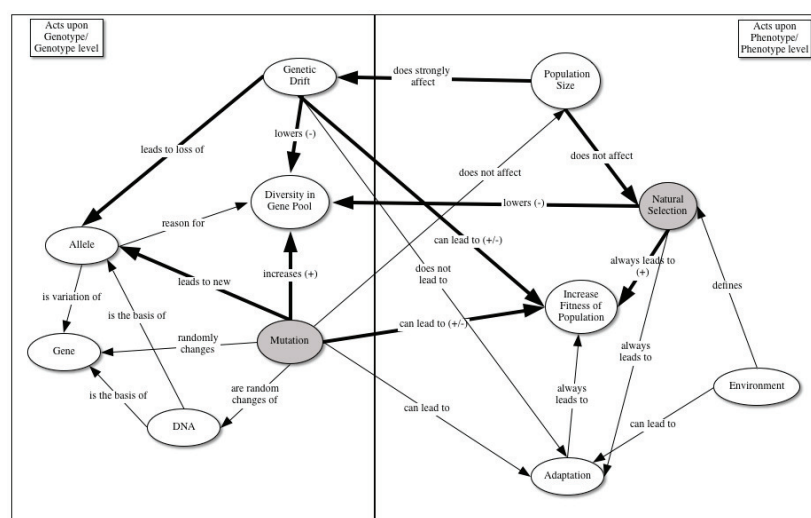 Acts upon
Genotype/
Genotype level
Acts upon
Phenotype/
Phenotype level
Genetic
Drift
does strongly
affect
Population
Size
leads to loss of
lowers (-)
does not affect
does not affect
Diversity in
Gene Pool
lowers (-)
Natural
Selection
reason for
Allele
can lead to (+/-)
always leads to
(+)
does not
lead to
increases (+)
leads to new
is variation of
is the basis of
Increase
Fitness of
Population
defines
can lead to (+/-)
randomly
changes
Mutation
Gene
always
leads to
are random
changes of
always
leads to
Environment
is the basis of
can lead to
can lead to
DNA
Adaptation